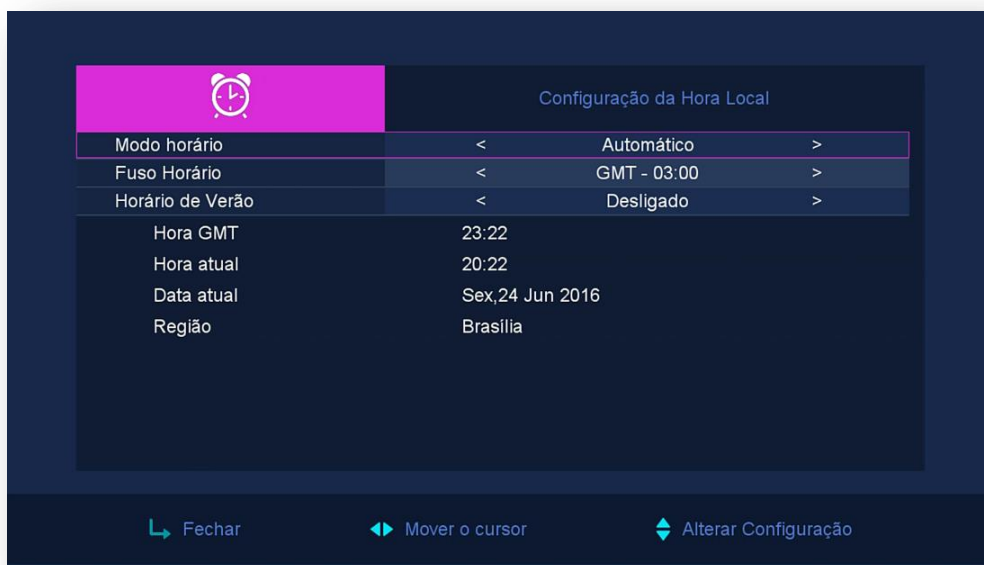 Configuração da Hora Local
Modo horário < Automático >
Fuso Horário < GMT - 03:00 >
Horário de Verão < Desligado >
Hora GMT 23:22
Hora atual 20:22
Data atual Sex,24 Jun 2016
Região Brasília
Fechar Mover o cursor Alterar Configuração